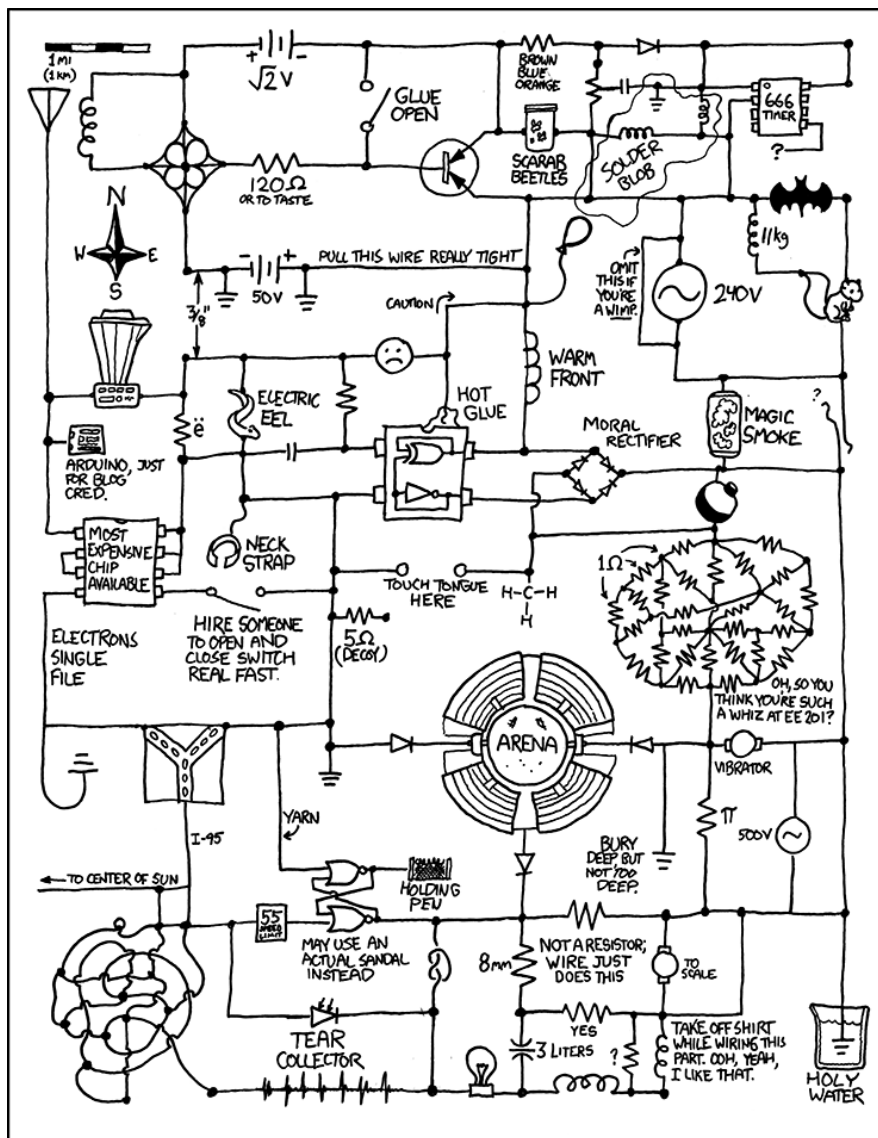 1 MI
(1 KM)
+ -
√2 V
GLUE
OPEN
BROWN
BLUE
ORANGE
SCARAB
BEETLES
SOLDER
BLOB
666
TIMER
?
120Ω
OR TO TASTE
N
W E
S
- +
50V
PULL THIS WIRE REALLY TIGHT
CAUTION
3/8"
OMIT
THIS IF
YOU'RE
A WIMP.
240V
11kg
WARM
FRONT
ELECTRIC
EEL
HOT
GLUE
MORAL
RECTIFIER
MAGIC
SMOKE
?
ë
ARDUINO, JUST
FOR BLOG
CRED.
MOST
EXPENSIVE
CHIP
AVAILABLE
NECK
STRAP
TOUCH TONGUE
HERE
H-C-H
H
1Ω
ELECTRONS
SINGLE
FILE
HIRE SOMEONE
TO OPEN AND
CLOSE SWITCH
REAL FAST.
5Ω
(DECOY)
OH, SO YOU
THINK YOU'RE SUCH
A WHIZ AT EE 201?
ARENA
VIBRATOR
π
500V
I-95
YARN
BURY
DEEP BUT
NOT TOO
DEEP.
TO CENTER OF SUN
55
SPEED
LIMIT
HOLDING
PEN
MAY USE AN
ACTUAL SANDAL
INSTEAD
NOT A RESISTOR;
WIRE JUST
DOES THIS
TO
SCALE
8mm
YES
TEAR
COLLECTOR
3 LITERS
?
TAKE OFF SHIRT
WHILE WIRING THIS
PART. OOH, YEAH,
I LIKE THAT.
HOLY
WATER